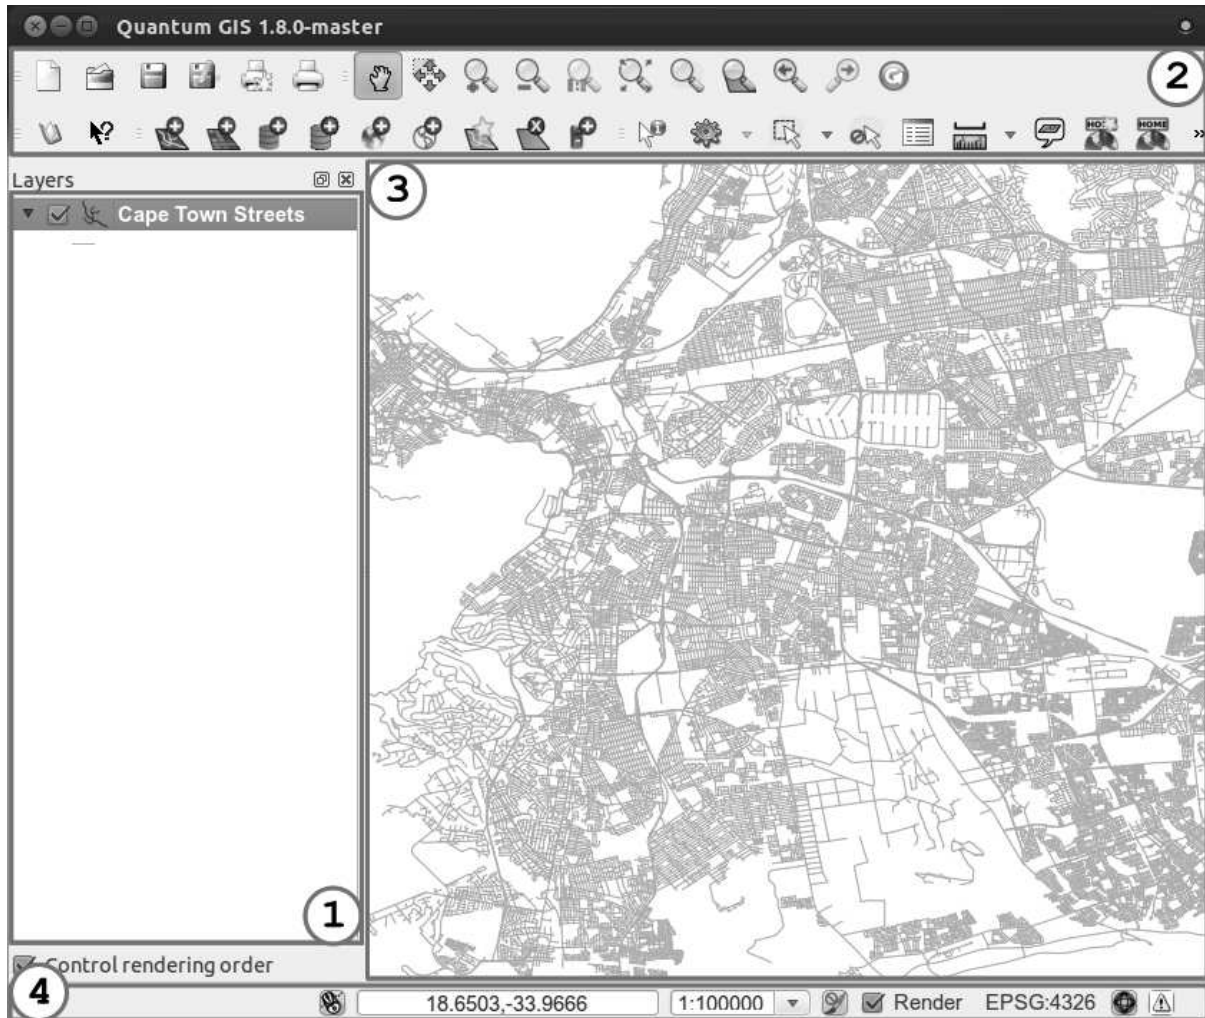 Quantum GIS 1.8.0-master
2
HOME
Layers
3
Cape Town Streets
1
Control rendering order
4
18.6503,-33.9666
1:100000
Render
EPSG:4326